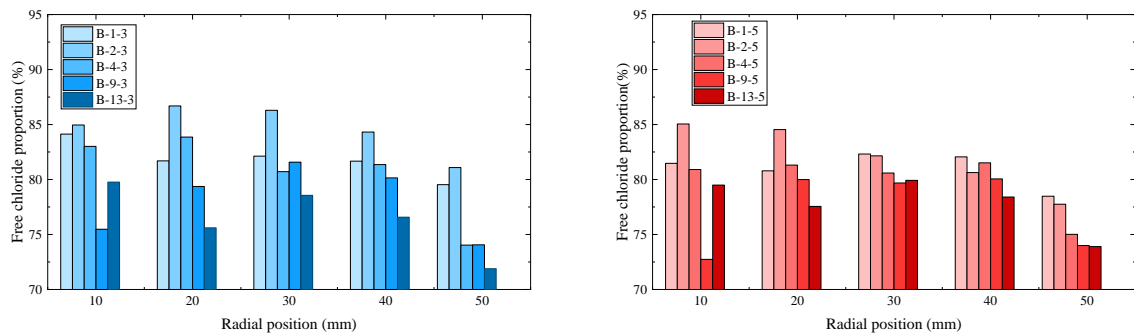 95
90
85
80
75
70
Free chloride proportion (%)
B-1-3
B-2-3
B-4-3
B-9-3
B-13-3
10 20 30 40 50
Radial position (mm)
95
90
85
80
75
70
Free chloride proportion(%)
B-1-5
B-2-5
B-4-5
B-9-5
B-13-5
10 20 30 40 50
Radial position (mm)